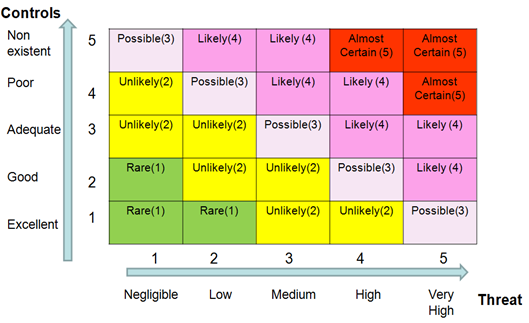 Controls
Non existent 5 Possible(3) Likely(4) Likely(4) Almost Certain (5) Almost Certain (5)
Poor 4 Unlikely(2) Possible(3) Likely(4) Likely(4) Almost Certain(5)
Adequate 3 Unlikely(2) Unlikely(2) Possible(3) Likely(4) Likely (4)
Good 2 Rare(1) Unlikely(2) Unlikely(2) Possible(3) Likely (4)
Excellent 1 Rare(1) Rare(1) Unlikely(2) Unlikely(2) Possible(3)
1 2 3 4 5
Negligible Low Medium High Very High
Threat